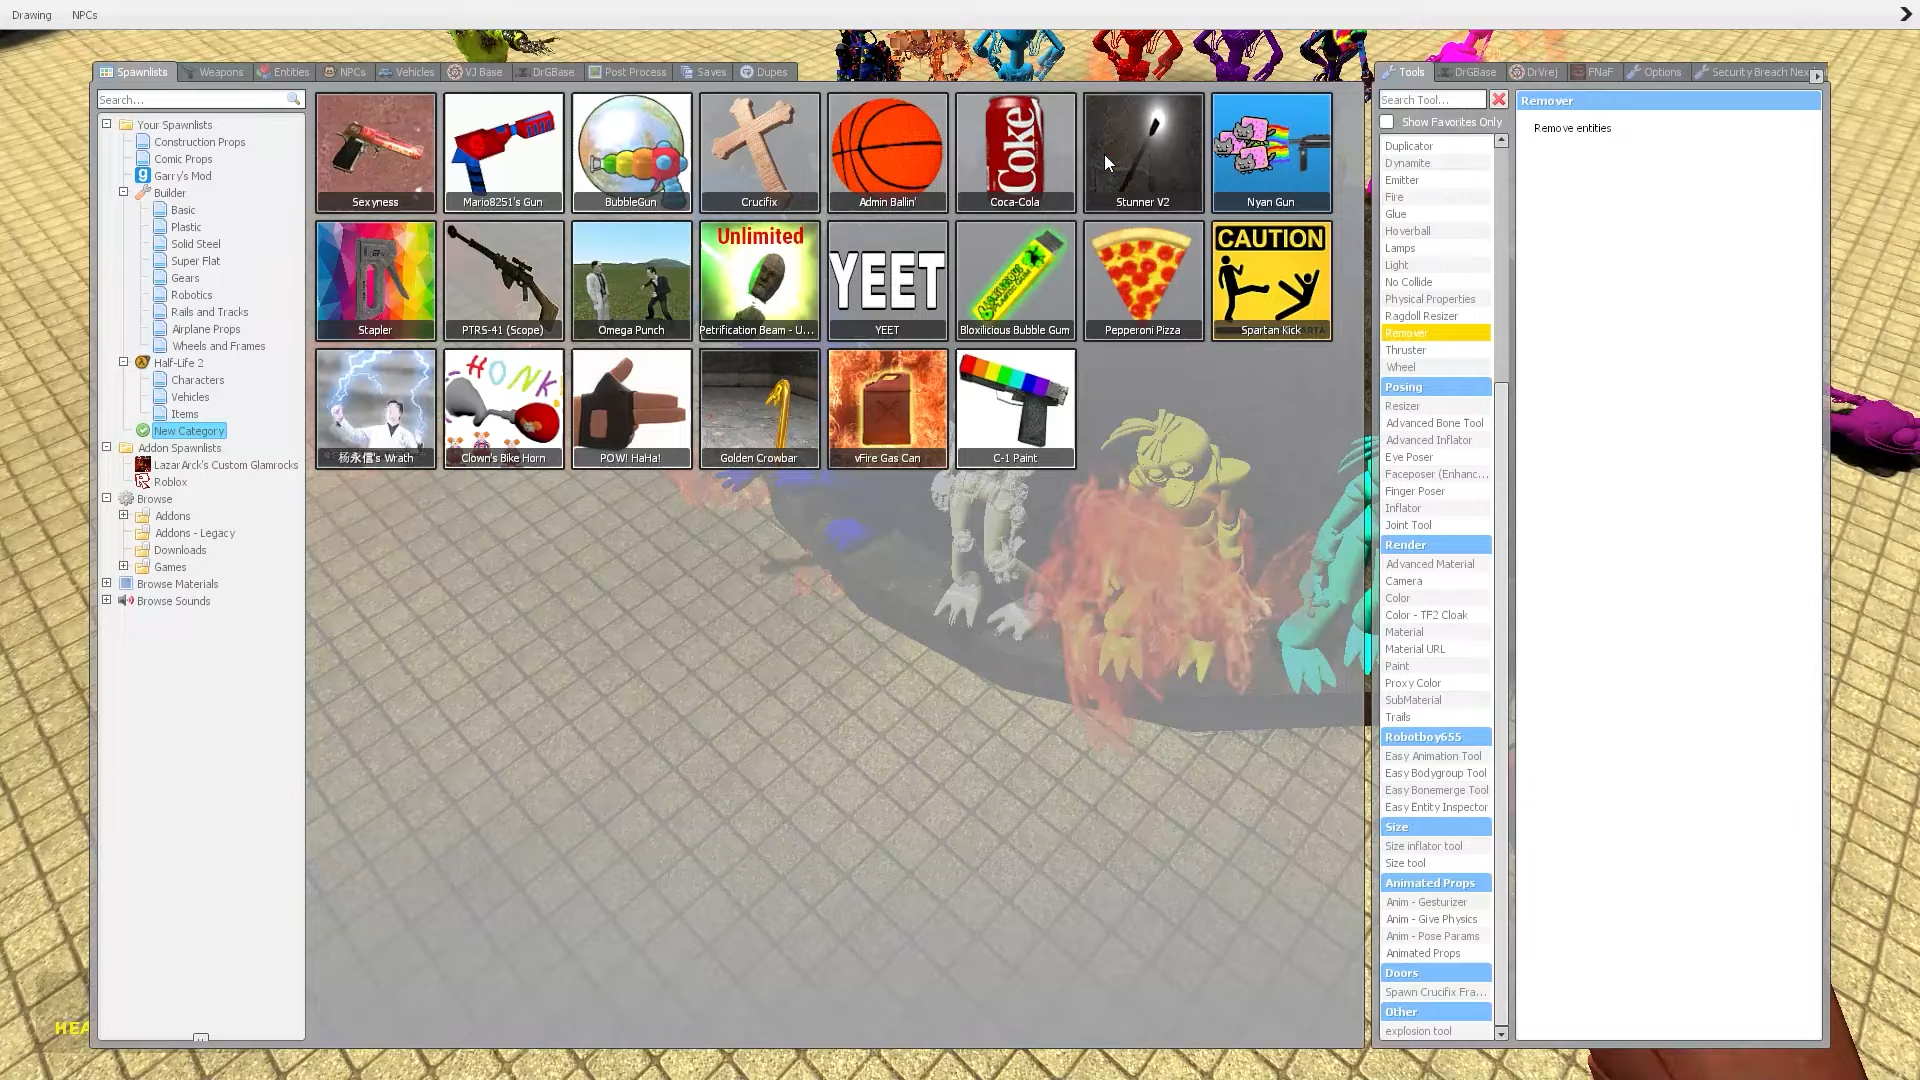 Drawing NPCs
Spawnlists Weapons Entities NPCs Vehicles VJ Base DrGBase Post Process Saves Dupes
Search...
Your Spawnlists
Construction Props
Comic Props
Garry's Mod
Builder
Basic
Plastic
Solid Steel
Super Flat
Gears
Robotics
Rails and Tracks
Airplane Props
Wheels and Frames
Half-Life 2
Characters
Vehicles
Items
New Category
Addon Spawnlists
LazarArck's Custom Glamrocks
Roblox
Browse
Addons
Addons - Legacy
Downloads
Games
Browse Materials
Browse Sounds
Coke
Sexyness Mario8251's Gun BubbleGun Crucifix Admin Ballin' Coca-Cola Stunner V2 Nyan Gun
Unlimited
YEET
CAUTION
Stapler PTRS-41 (Scope) Omega Punch Petrification Beam - U... YEET Bloxilicious Bubble Gum Pepperoni Pizza Spartan Kick
HONK
杨永信's Wrath Clown's Bike Horn POW! HaHa! Golden Crowbar vFire Gas Can C-1 Paint
Tools DrGBase DrVrej FNaF Options Security Breach Nex
Search Tool...
Show Favorites Only
Duplicator
Dynamite
Emitter
Fire
Glue
Hoverball
Lamps
Light
No Collide
Physical Properties
Ragdoll Resizer
Remover
Thruster
Wheel
Posing
Resizer
Advanced Bone Tool
Advanced Inflator
Eye Poser
Faceposer (Enhanc...
Finger Poser
Inflator
Joint Tool
Render
Advanced Material
Camera
Color
Color - TF2 Cloak
Material
Material URL
Paint
Proxy Color
SubMaterial
Trails
Robotboy655
Easy Animation Tool
Easy Bodygroup Tool
Easy Bonemerge Tool
Easy Entity Inspector
Size
Size inflator tool
Size tool
Animated Props
Anim - Gesturizer
Anim - Give Physics
Anim - Pose Params
Animated Props
Doors
Spawn Crucifix Fra...
Other
explosion tool
Remover
Remove entities
HEA